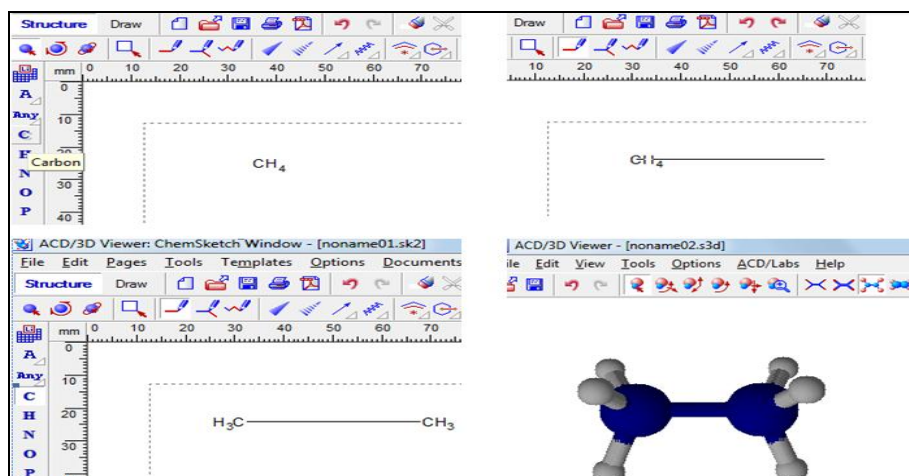 Structure Draw
mm 0 10 20 30 40 50 60 70
0
A
Any
10
C
F
Carbon
N
30
O
P
40
CH4
Draw
10 20 30 40 50 60 70
CH4
ACD/3D Viewer: ChemSketch Window - [noname01.sk2]
File Edit Pages Tools Templates Options Documents
Structure Draw
mm 0 10 20 30 40 50 60 70
0
A
Any
10
C
H
20
N
30
O
P
H3C CH3
ACD/3D Viewer - [noname02.s3d]
ile Edit View Tools Options ACD/Labs Help